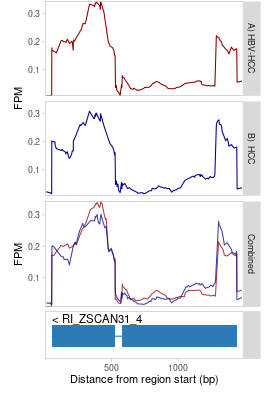 0.3
0.2
0.1
FPM
A) HBV-HCC
0.3
0.2
0.1
FPM
B) HCC
0.3
0.2
0.1
FPM
Combined
< RI_ZSCAN31_4
500
1000
Distance from region start (bp)